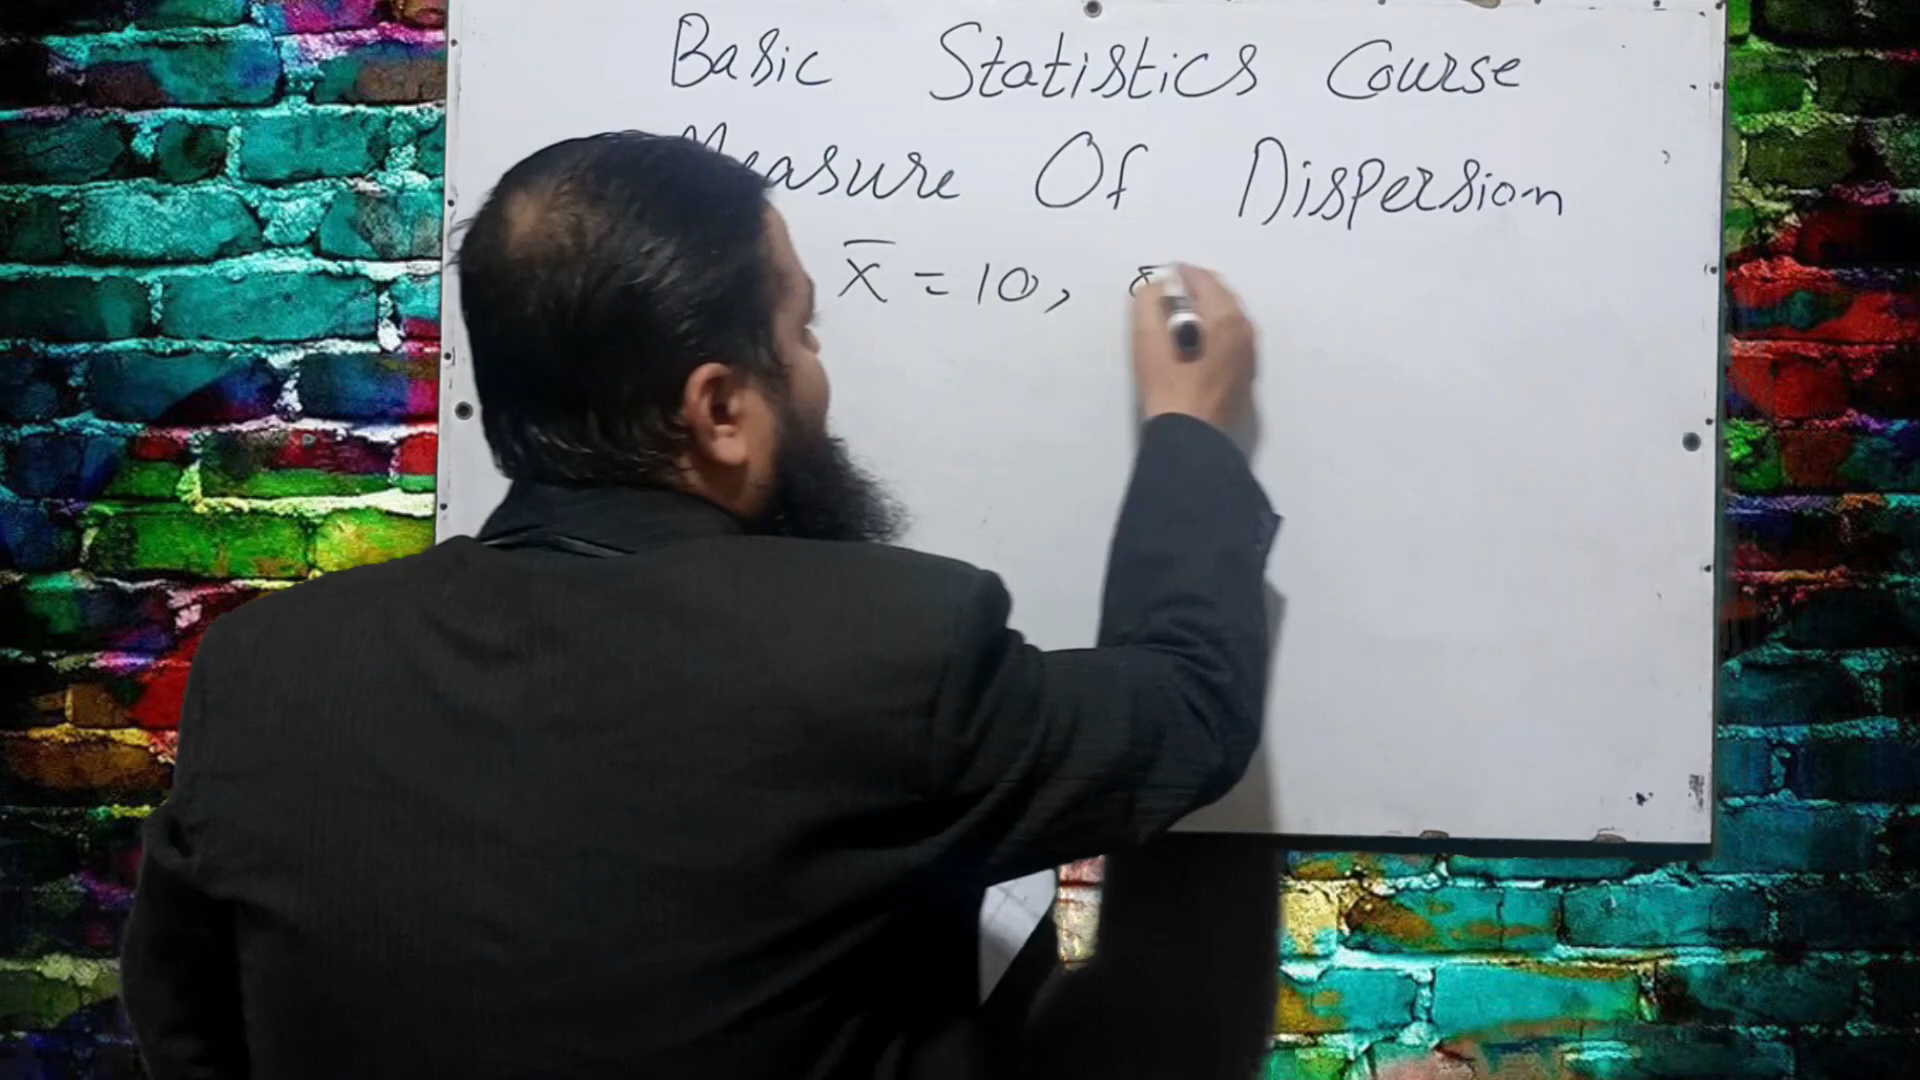 Basic Statistics Course
Measure Of Dispersion
x̅ = 10,